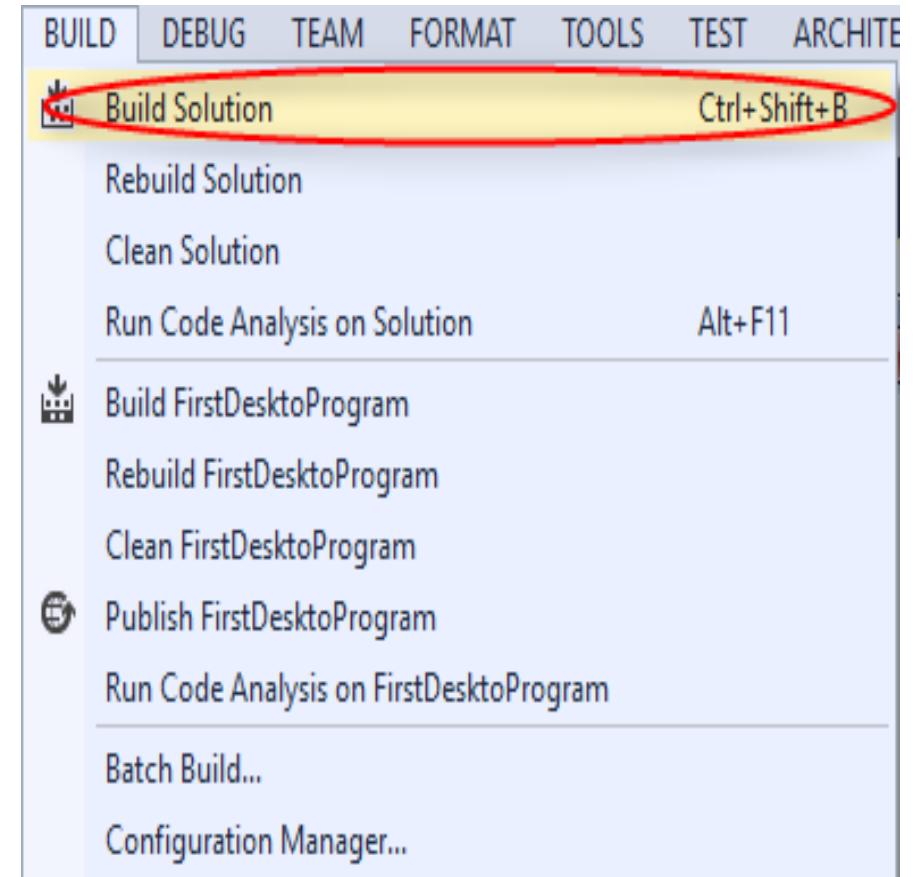 BUILD DEBUG TEAM FORMAT TOOLS TEST ARCHITE
Build Solution Ctrl+Shift+B
Rebuild Solution
Clean Solution
Run Code Analysis on Solution Alt+F11
Build FirstDesktoProgram
Rebuild FirstDesktoProgram
Clean FirstDesktoProgram
Publish FirstDesktoProgram
Run Code Analysis on FirstDesktoProgram
Batch Build...
Configuration Manager...